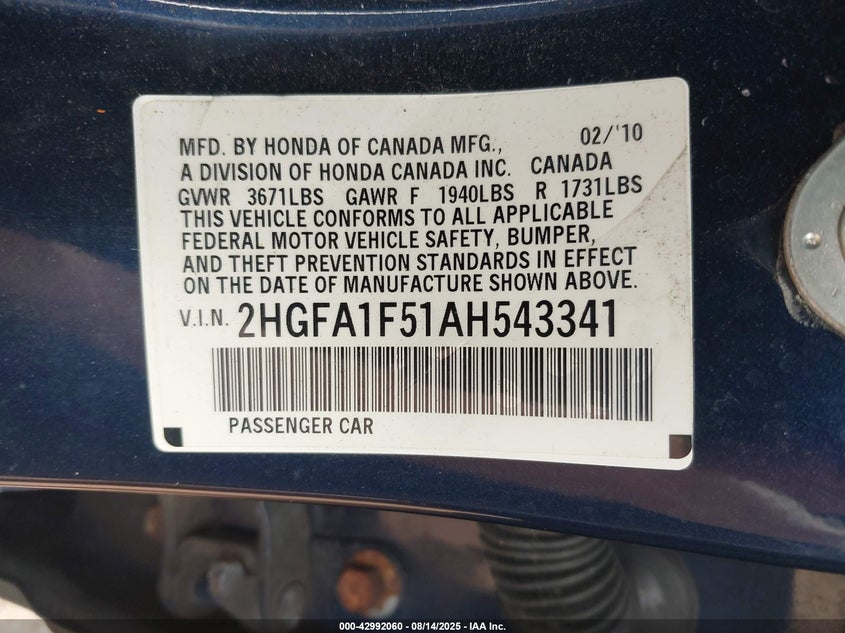 MFD. BY HONDA OF CANADA MFG., 02/'10
A DIVISION OF HONDA CANADA INC. CANADA
GVWR 3671LBS GAWR F 1940LBS R 1731LBS
THIS VEHICLE CONFORMS TO ALL APPLICABLE
FEDERAL MOTOR VEHICLE SAFETY, BUMPER,
AND THEFT PREVENTION STANDARDS IN EFFECT
ON THE DATE OF MANUFACTURE SHOWN ABOVE.
V.I.N. 2HGFA1F51AH543341
PASSENGER CAR
000-42992060 - 08/14/2025 - IAA Inc.